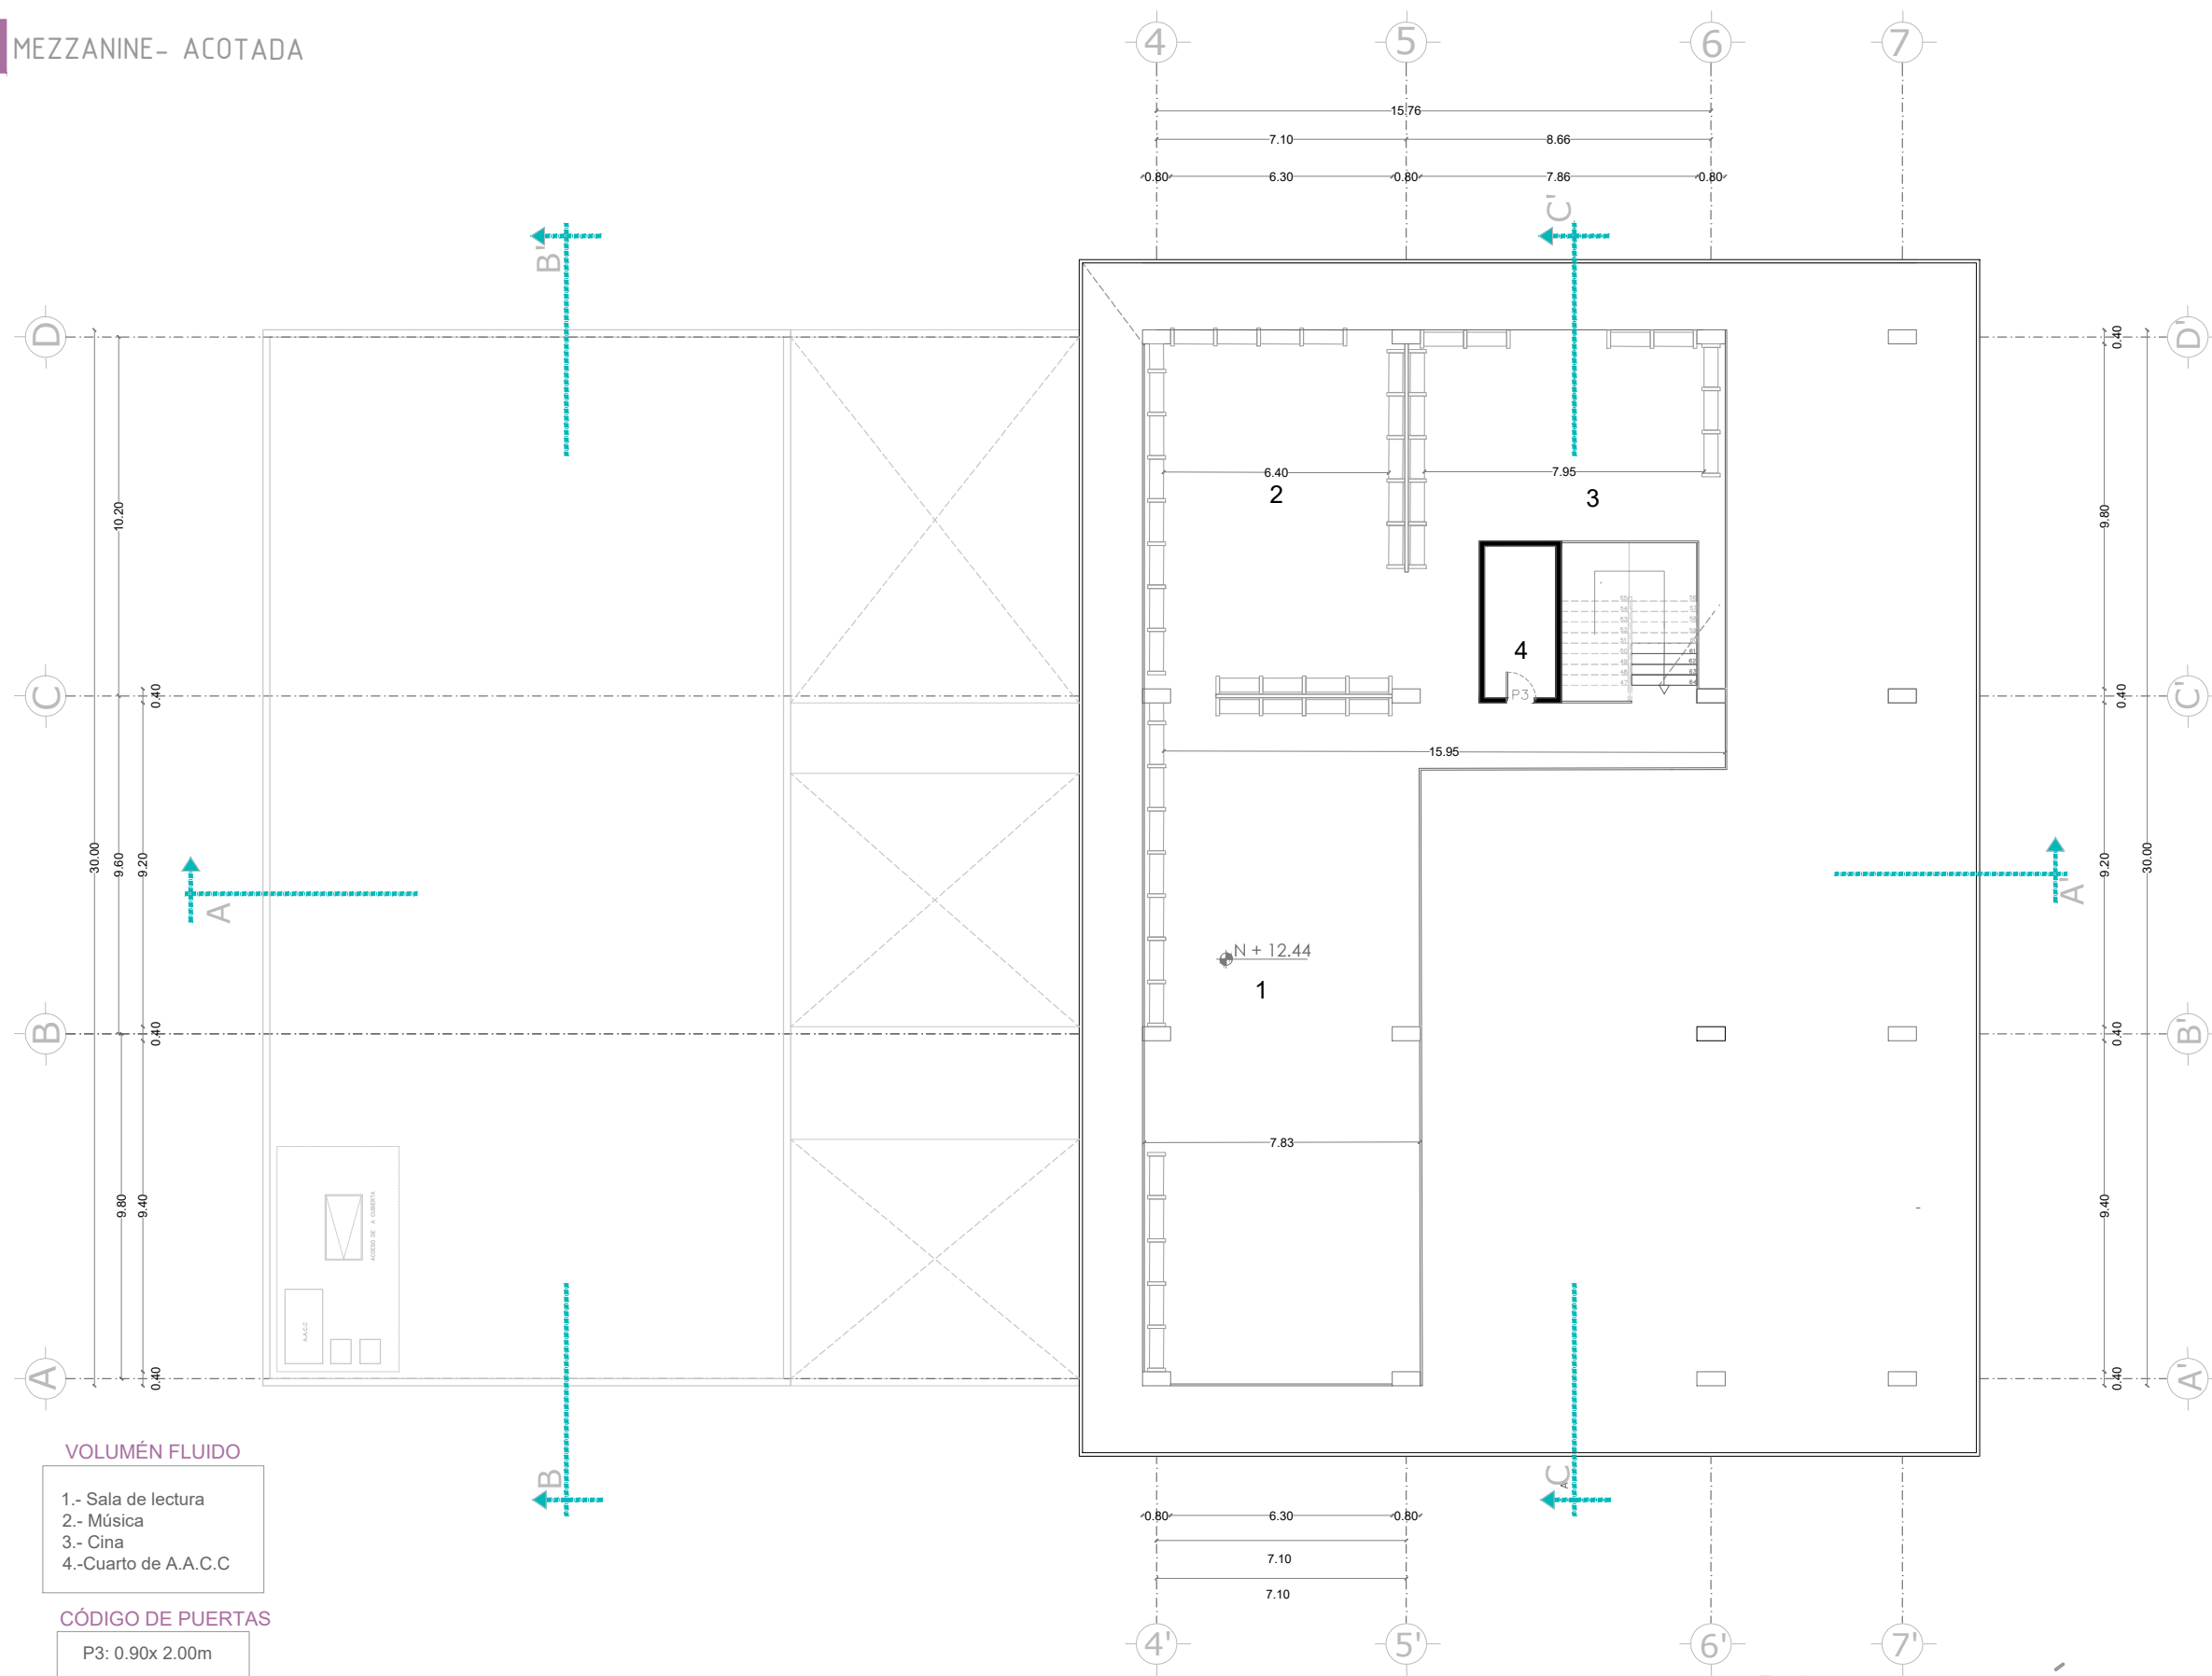 MEZZANINE- ACOTADA
4 5 6 7
15.76
7.10 8.66
0.80 6.30 0.80 7.86 0.80
B' C'
D D'
0.40
6.40 7.95
2 3
10.20 9.80
4
P3
C C'
0.40 0.40
15.95
30.00 9.60 9.20 9.20 30.00
A A'
N + 12.44
1
B B'
0.40 0.40
7.83
9.80 9.40 9.40
ACCESO DE A CUBIERTA
A.A.C.C
A A'
0.40 0.40
B C
0.80 6.30 0.80
7.10
7.10
4' 5' 6' 7'
VOLUMÉN FLUIDO
1.- Sala de lectura
2.- Música
3.- Cina
4.-Cuarto de A.A.C.C
CÓDIGO DE PUERTAS
P3: 0.90x 2.00m